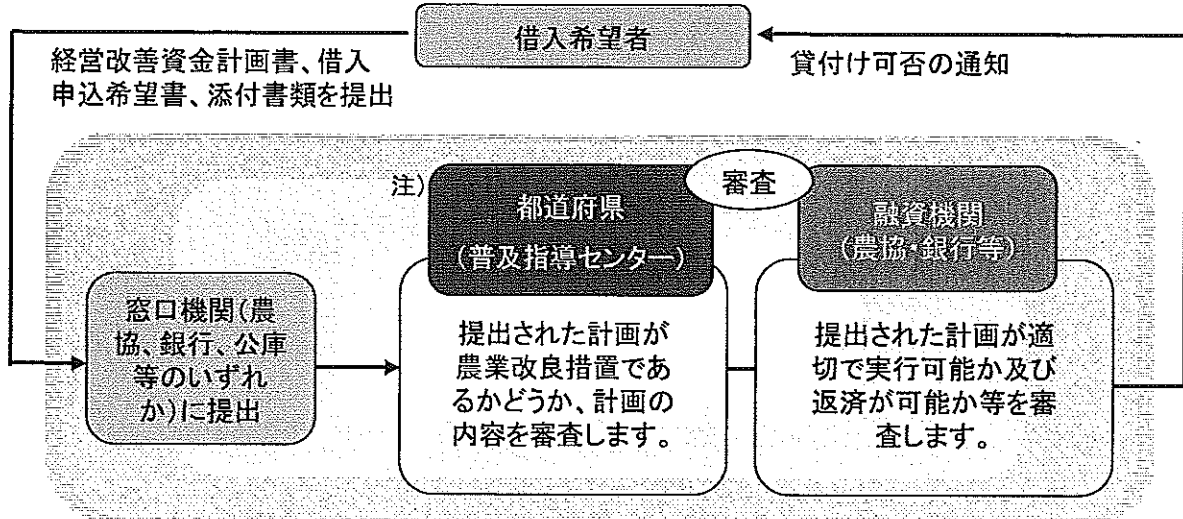 借入希望者
経営改善資金計画書、借入
申込希望書、添付書類を提出
貸付け可否の通知
注）
都道府県
（普及指導センター）
審査
融資機関
（農協・銀行等）
窓口機関（農
協、銀行、公庫
等のいずれ
か）に提出
提出された計画が
農業改良措置であ
るかどうか、計画の
内容を審査します。
提出された計画が適
切で実行可能か及び
返済が可能か等を審
査します。